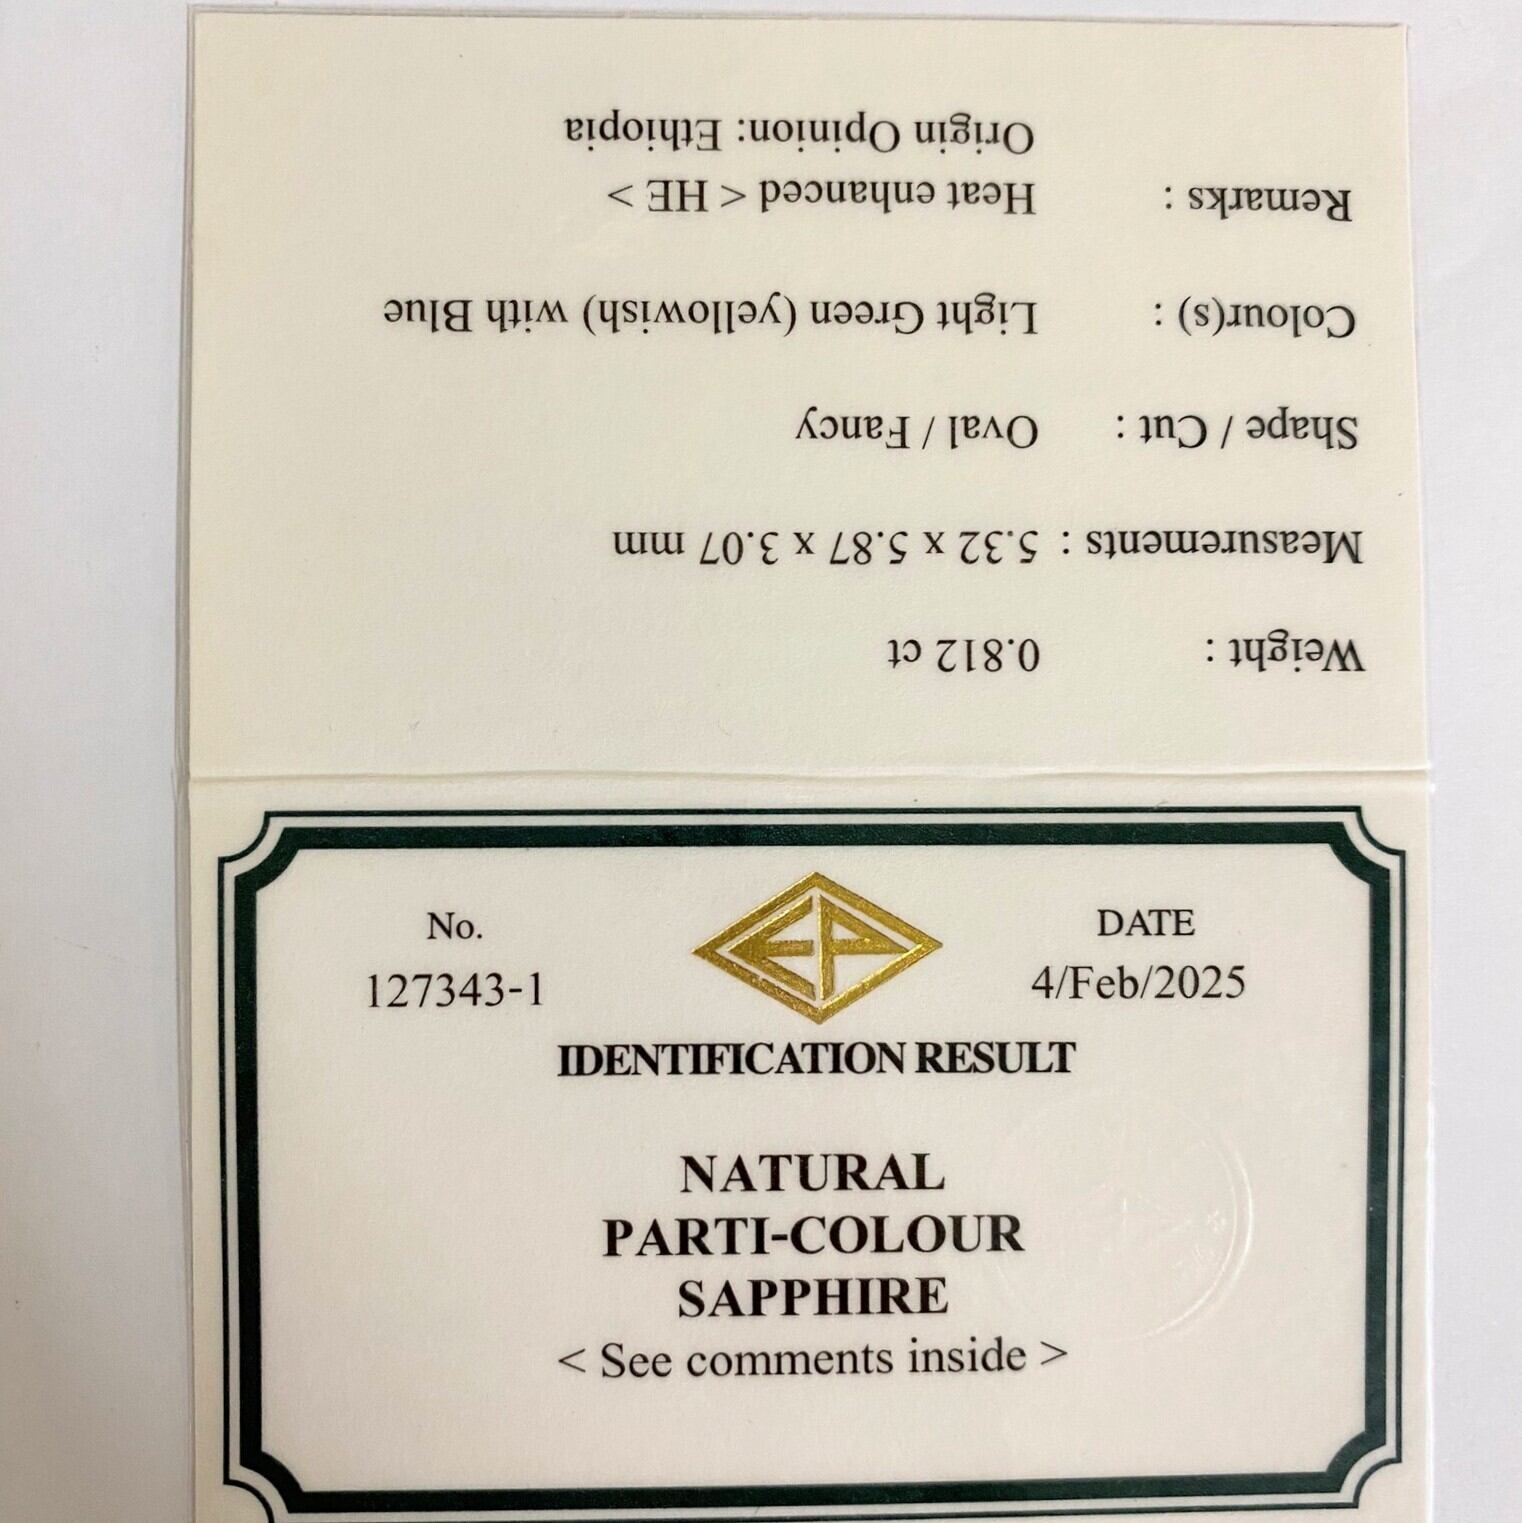 Weight : 0.812 ct
Measurements : 5.32 x 5.87 x 3.07 mm
Shape / Cut : Oval / Fancy
Colour(s) : Light Green (yellowish) with Blue
Remarks : Heat enhanced < HE >
Origin Opinion: Ethiopia
No.
127343-1
EP
DATE
4/Feb/2025
IDENTIFICATION RESULT
NATURAL
PARTI-COLOUR
SAPPHIRE
< See comments inside >